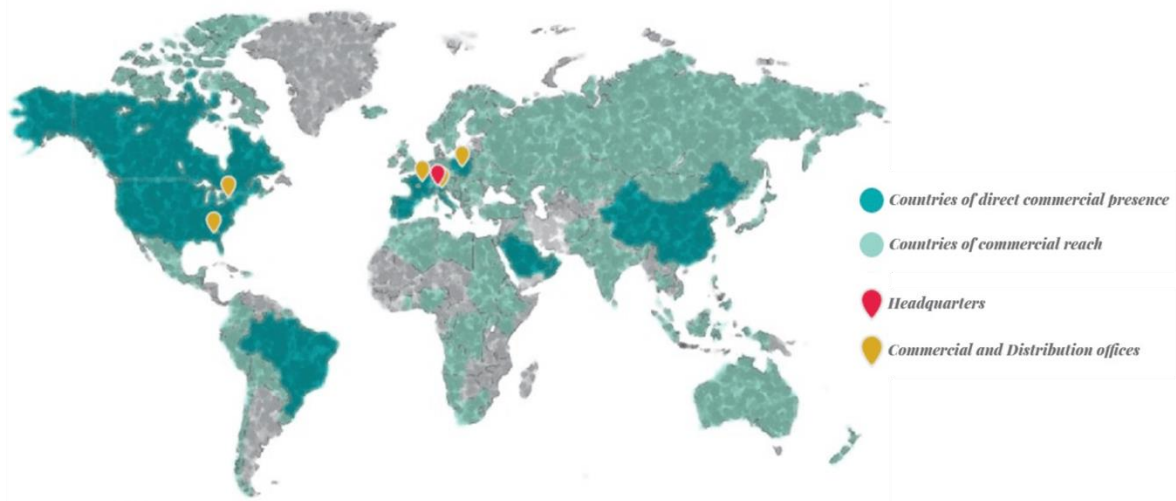 Countries of direct commercial presence
Countries of commercial reach
Headquarters
Commercial and Distribution offices